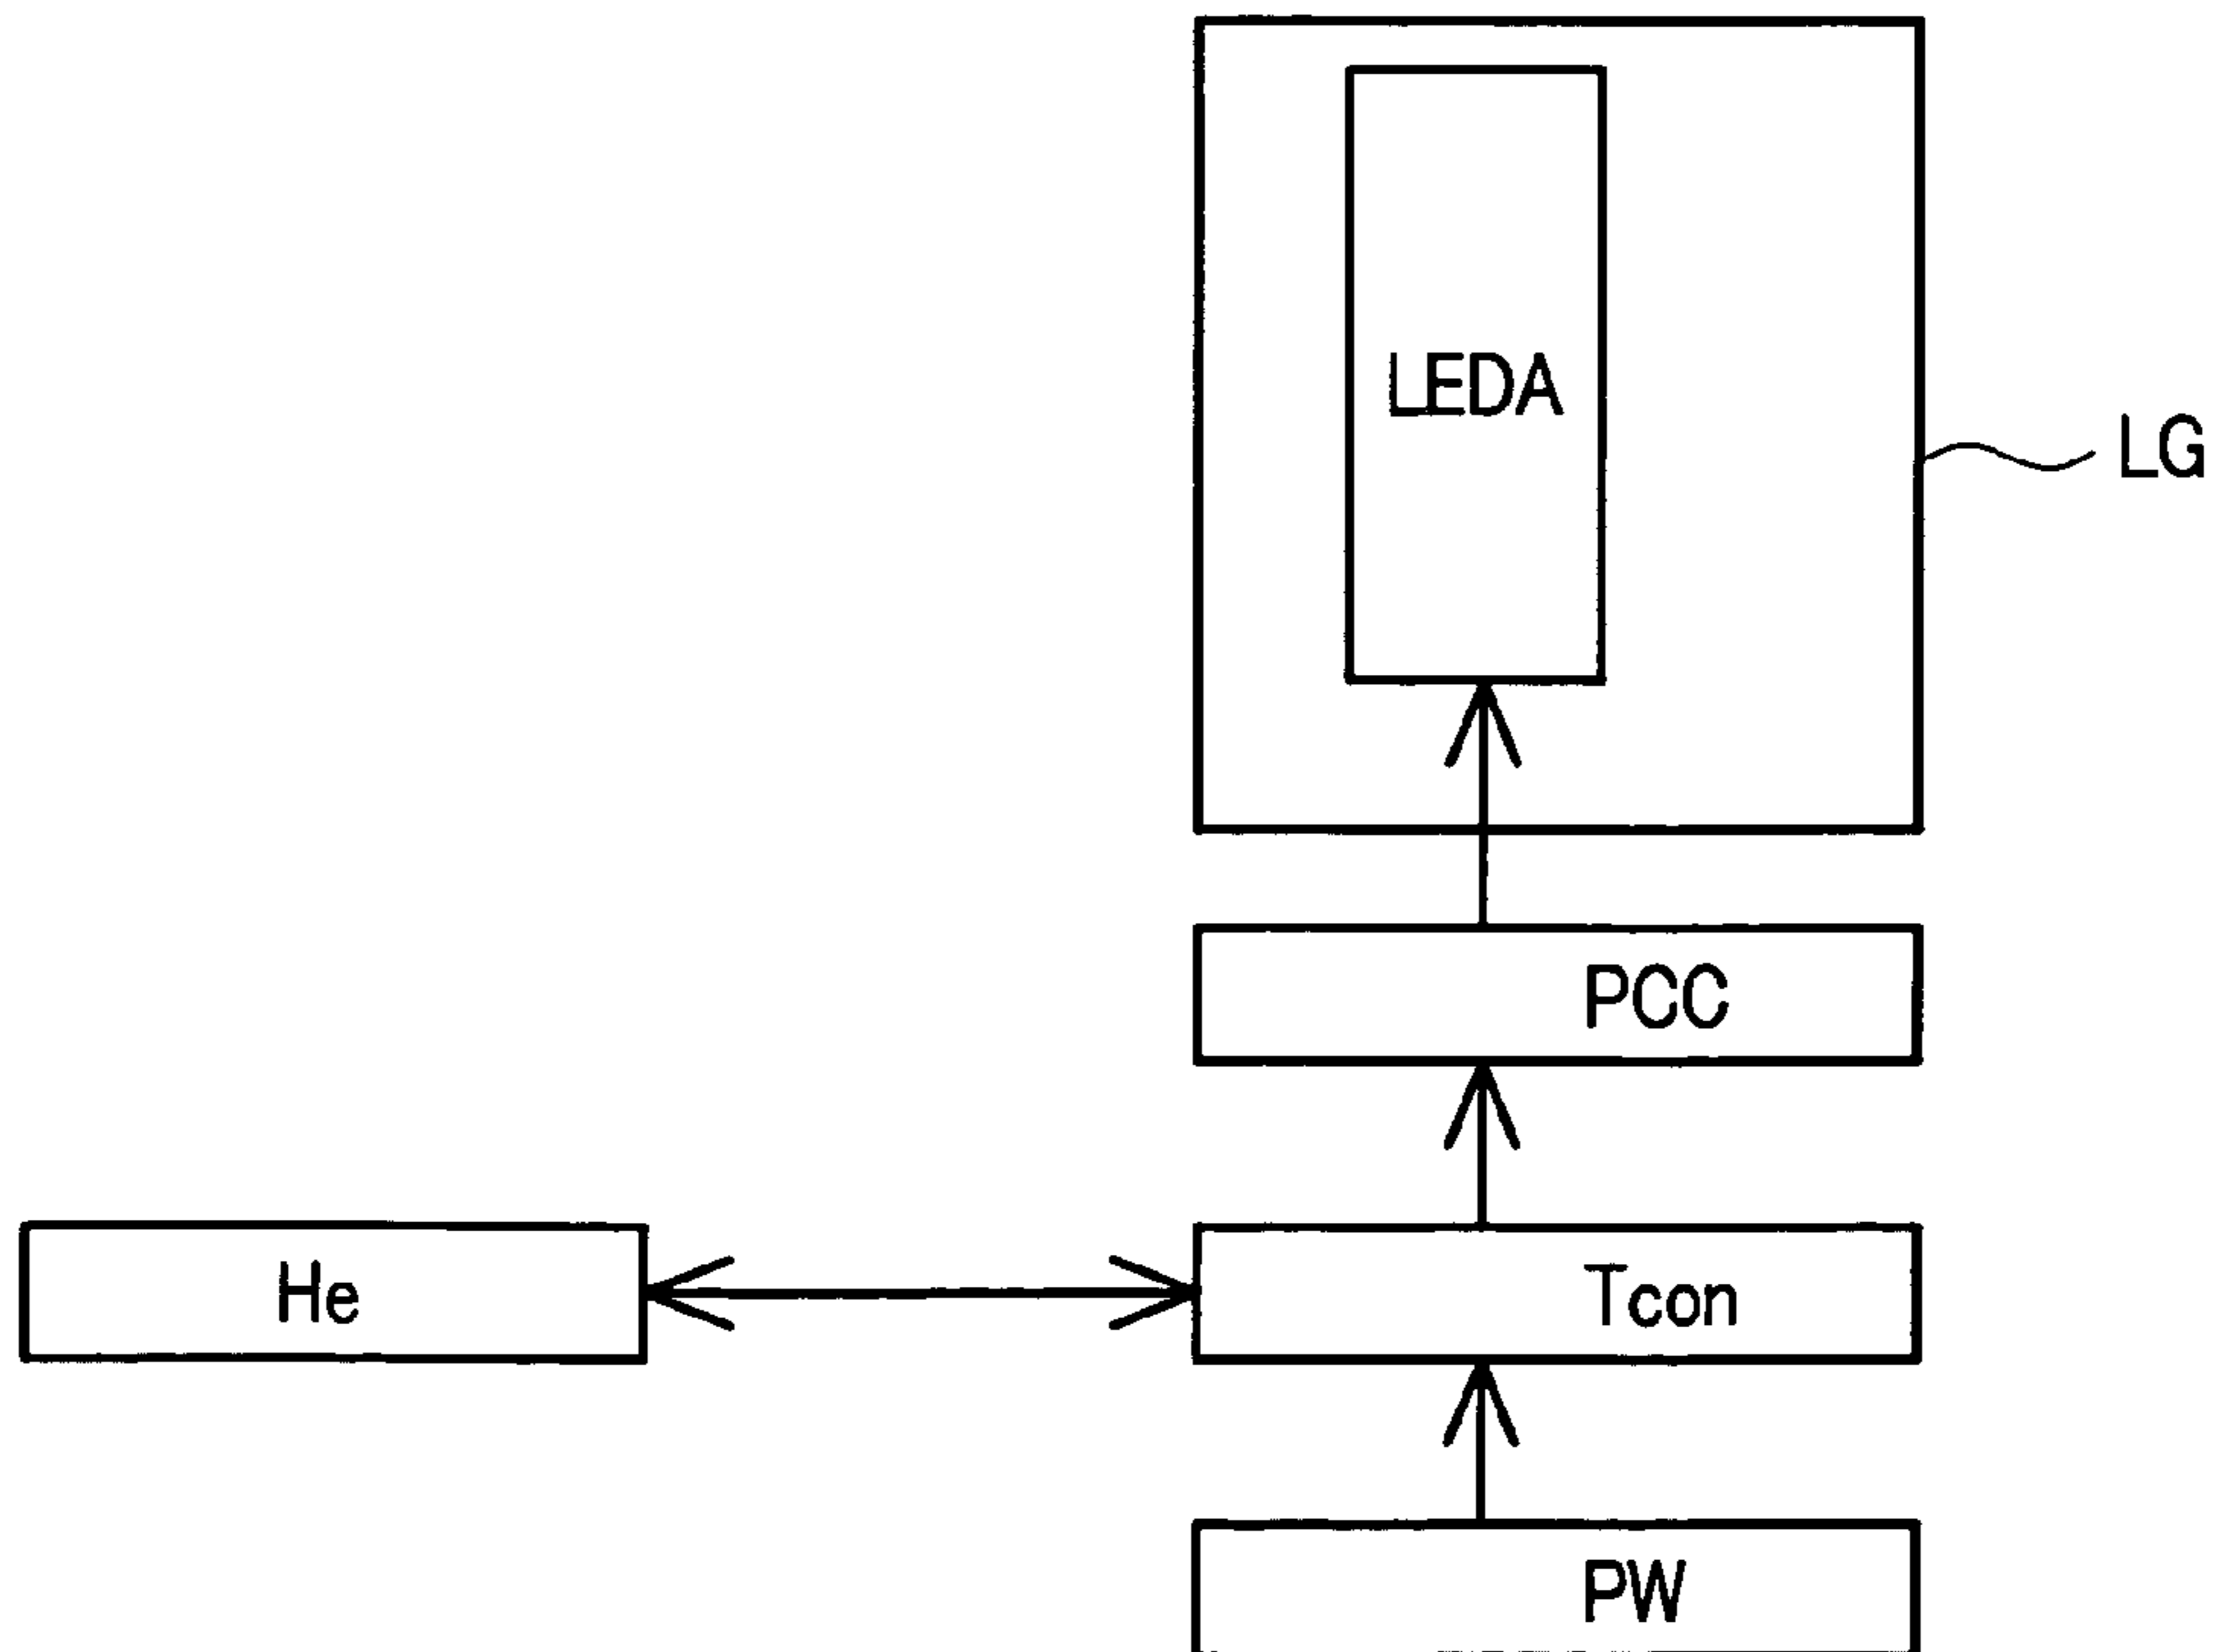 LEDA
LG
PCC
He
Tcon
PW